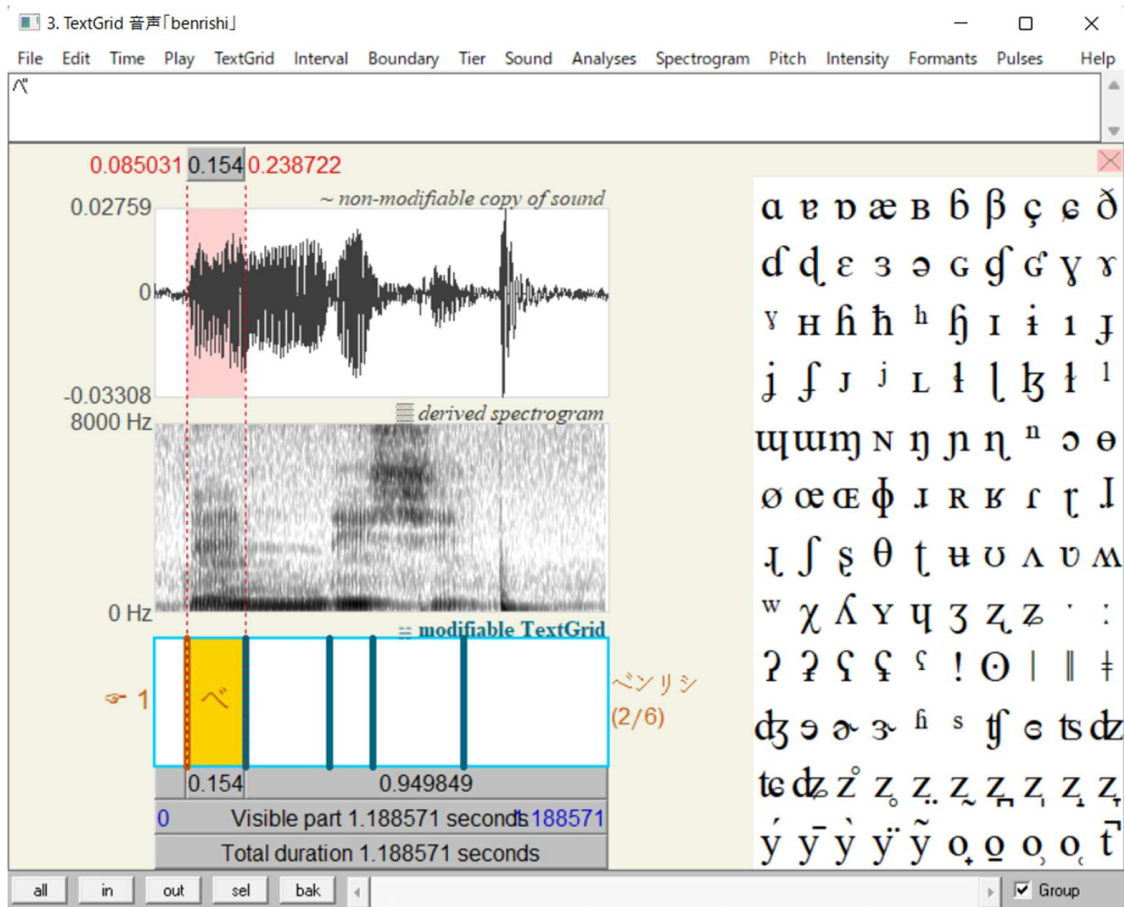 3. TextGrid 音声「benrishi」
File Edit Time Play TextGrid Interval Boundary Tier Sound Analyses Spectrogram Pitch Intensity Formants Pulses Help
ベ
0.085031 0.154 0.238722
~ non-modifiable copy of sound
0.02759
0
-0.03308
8000 Hz
derived spectrogram
0 Hz
modifiable TextGrid
☞ 1
ベ
ベンリシ
(2/6)
0.154 0.949849
0 Visible part 1.188571 seconds 1.188571
Total duration 1.188571 seconds
ɑ ɐ ɒ æ ʙ ɓ β ç ɕ ð
ɗ ɖ ɛ ɜ ə ɢ ɠ ʛ ɣ ɤ
ˠ ʜ ɦ ħ ʰ ɧ ɪ ɨ ı ɟ
ʝ ʄ ᴊ ʲ ʟ ɫ ɭ ɮ ɬ ˡ
ɰ ɯ ɱ ɴ ŋ ɲ ɳ ⁿ ɔ ɵ
ø œ ɶ ɸ ɹ ʀ ʁ ɾ ɽ ɺ
ɻ ʃ ʂ θ ʈ ʉ ʊ ʌ ʋ ʍ
ʷ χ ʎ ʏ ɥ ʒ ʐ ʑ ˑ ː
ʔ ʡ ʕ ʢ ˤ ! ʘ ǀ ǁ ǂ
all in out sel bak Group